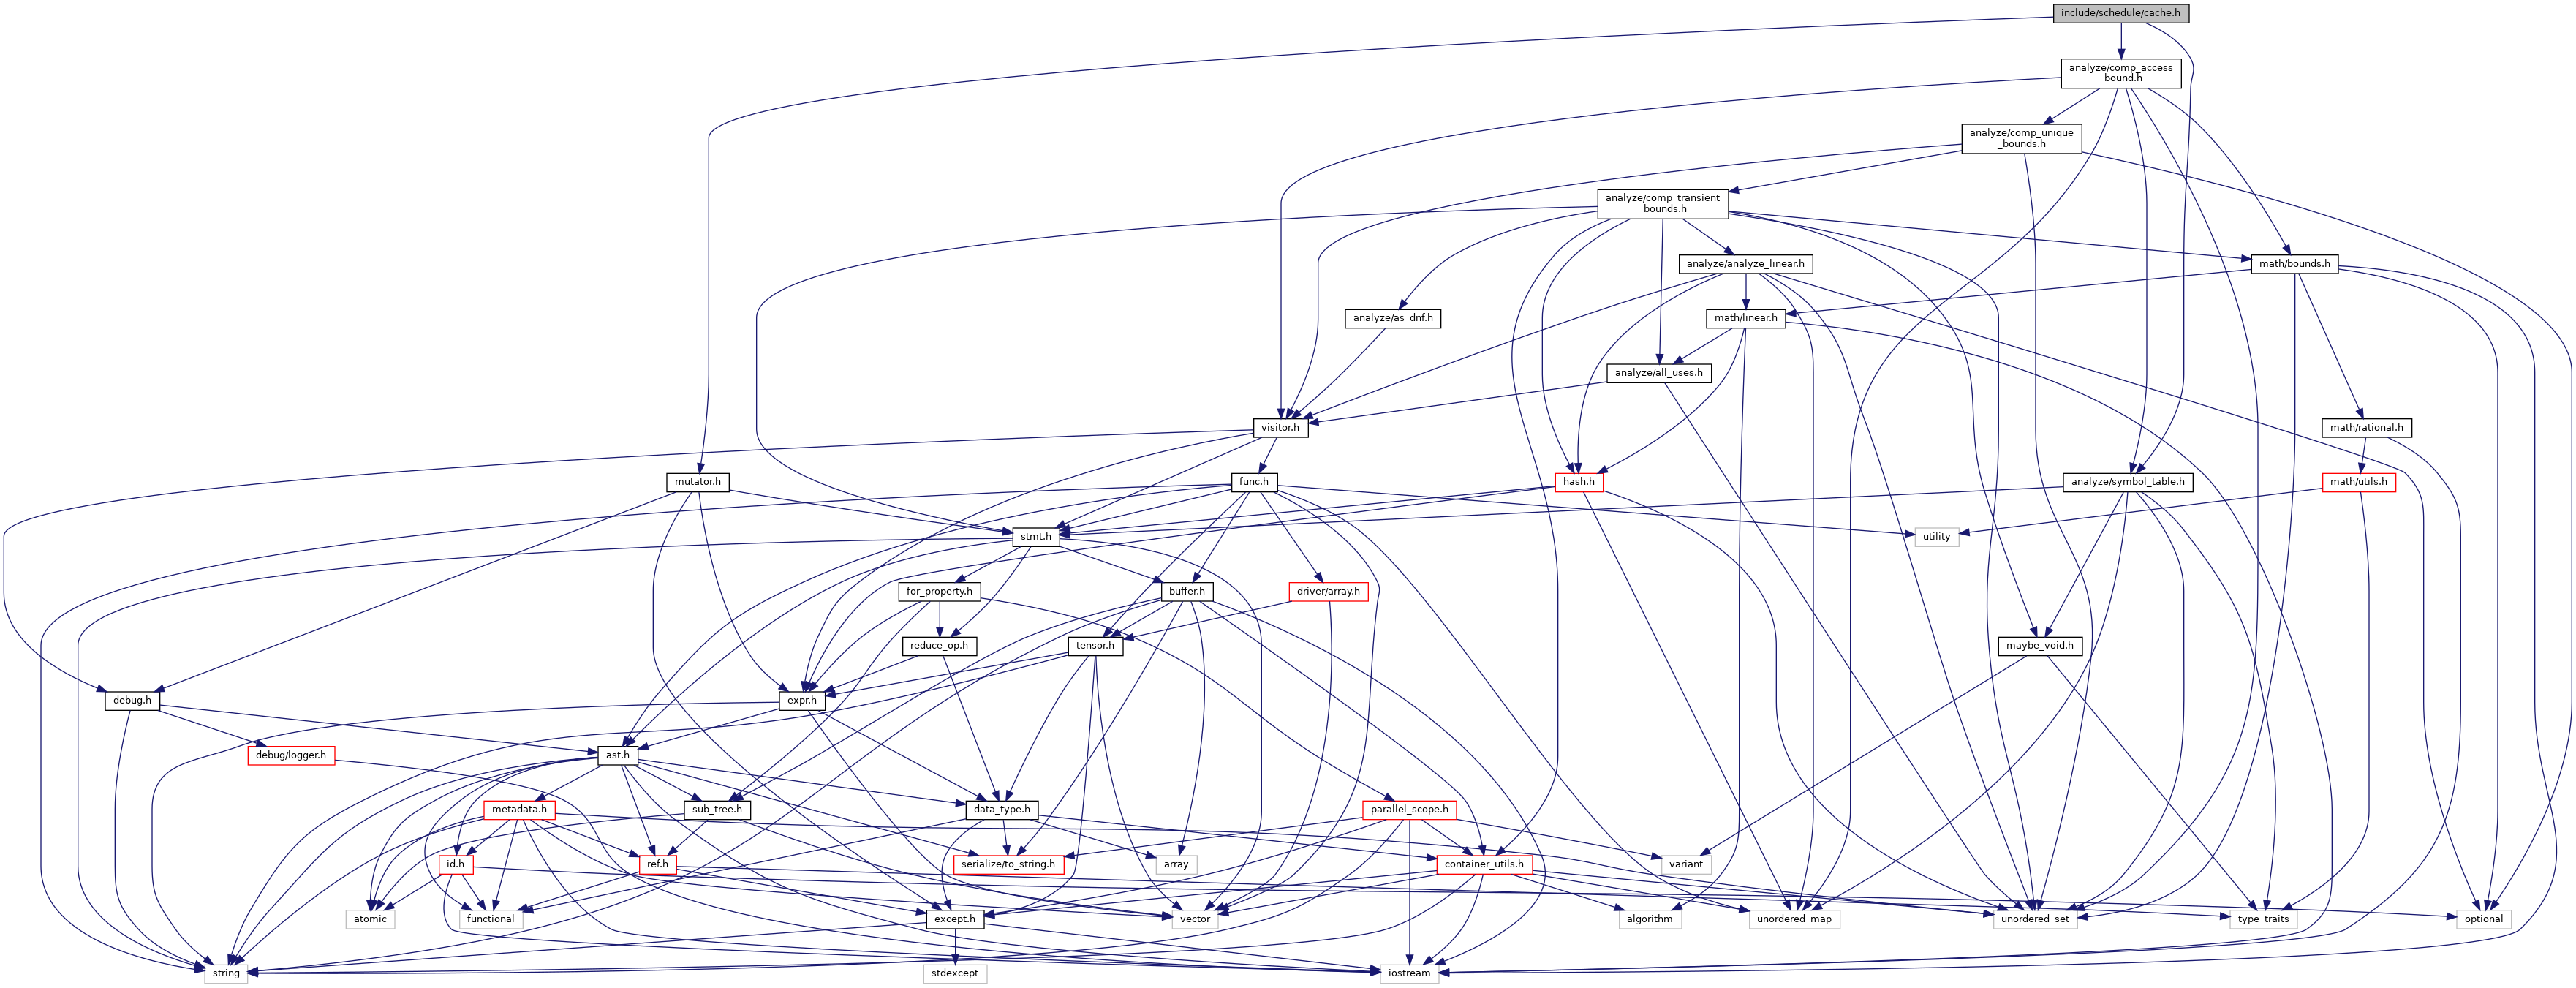 include/schedule/cache.h
analyze/comp_access
_bound.h
analyze/comp_unique
_bounds.h
analyze/comp_transient
_bounds.h
analyze/analyze_linear.h
math/bounds.h
analyze/as_dnf.h
math/linear.h
analyze/all_uses.h
visitor.h
math/rational.h
mutator.h
func.h
hash.h
analyze/symbol_table.h
math/utils.h
stmt.h
utility
for_property.h
buffer.h
driver/array.h
reduce_op.h
tensor.h
maybe_void.h
debug.h
expr.h
debug/logger.h
ast.h
metadata.h
sub_tree.h
data_type.h
parallel_scope.h
id.h
ref.h
serialize/to_string.h
array
container_utils.h
variant
atomic
functional
except.h
vector
algorithm
unordered_map
unordered_set
type_traits
optional
string
stdexcept
iostream